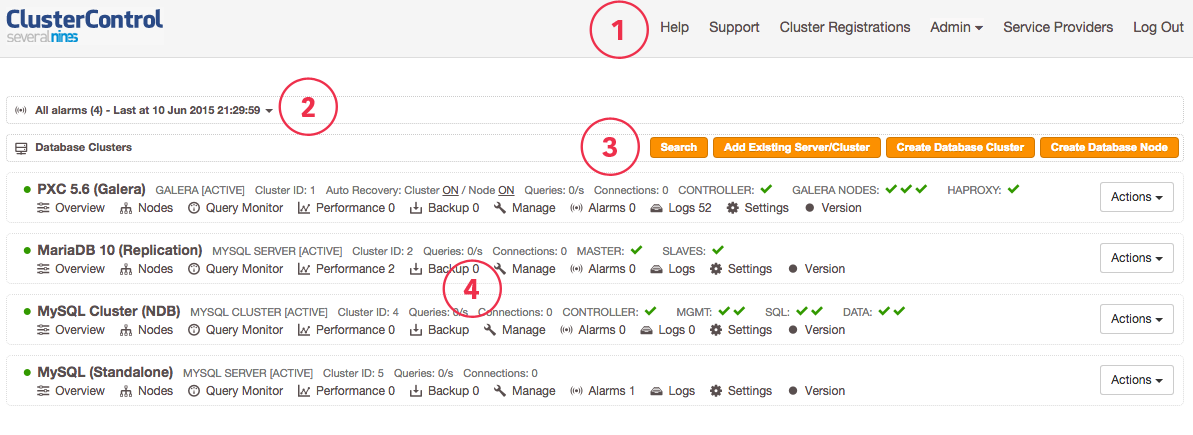 ClusterControl
severalnines
1 Help Support Cluster Registrations Admin Service Providers Log Out
All alarms (4) - Last at 10 Jun 2015 21:29:59 2
Database Clusters 3 Search Add Existing Server/Cluster Create Database Cluster Create Database Node
PXC 5.6 (Galera) GALERA [ACTIVE] Cluster ID: 1 Auto Recovery: Cluster ON / Node ON Queries: 0/s Connections: 0 CONTROLLER: GALERA NODES: HAPROXY:
Actions
Overview Nodes Query Monitor Performance 0 Backup 0 Manage Alarms 0 Logs 52 Settings Version
MariaDB 10 (Replication) MYSQL SERVER [ACTIVE] Cluster ID: 2 Queries: 0/s Connections: 0 MASTER: SLAVES:
Actions
Overview Nodes Query Monitor Performance 2 Backup 0 Manage Alarms 0 Logs Settings Version
4
MySQL Cluster (NDB) MYSQL CLUSTER [ACTIVE] Cluster ID: 4 Queries: 0/s Connections: 0 CONTROLLER: MGMT: SQL: DATA:
Actions
Overview Nodes Query Monitor Performance 0 Backup Manage Alarms 0 Logs 0 Settings Version
MySQL (Standalone) MYSQL SERVER [ACTIVE] Cluster ID: 5 Queries: 0/s Connections: 0
Actions
Overview Nodes Query Monitor Performance 0 Backup 0 Manage Alarms 1 Logs Settings Version